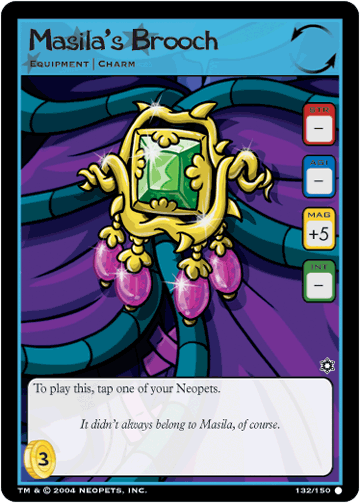 Masila's Brooch
EQUIPMENT | CHARM
STR
–
AGI
–
MAG
+5
INT
–
To play this, tap one of your Neopets.
It didn't always belong to Masila, of course.
3
TM & © 2004 NEOPETS, INC.
132/150